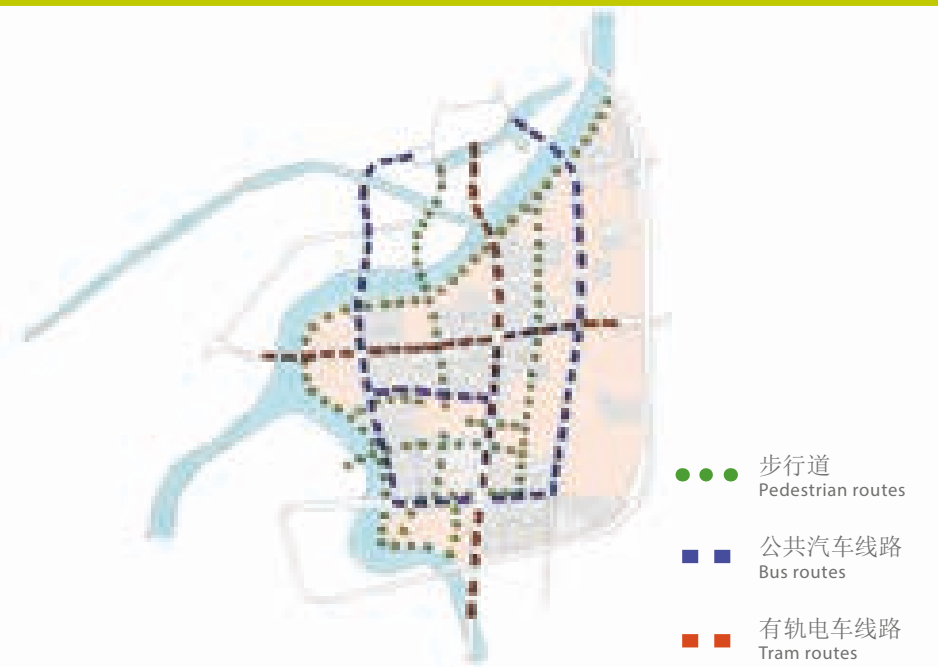 步行道
Pedestrian routes
公共汽车线路
Bus routes
有轨电车线路
Tram routes